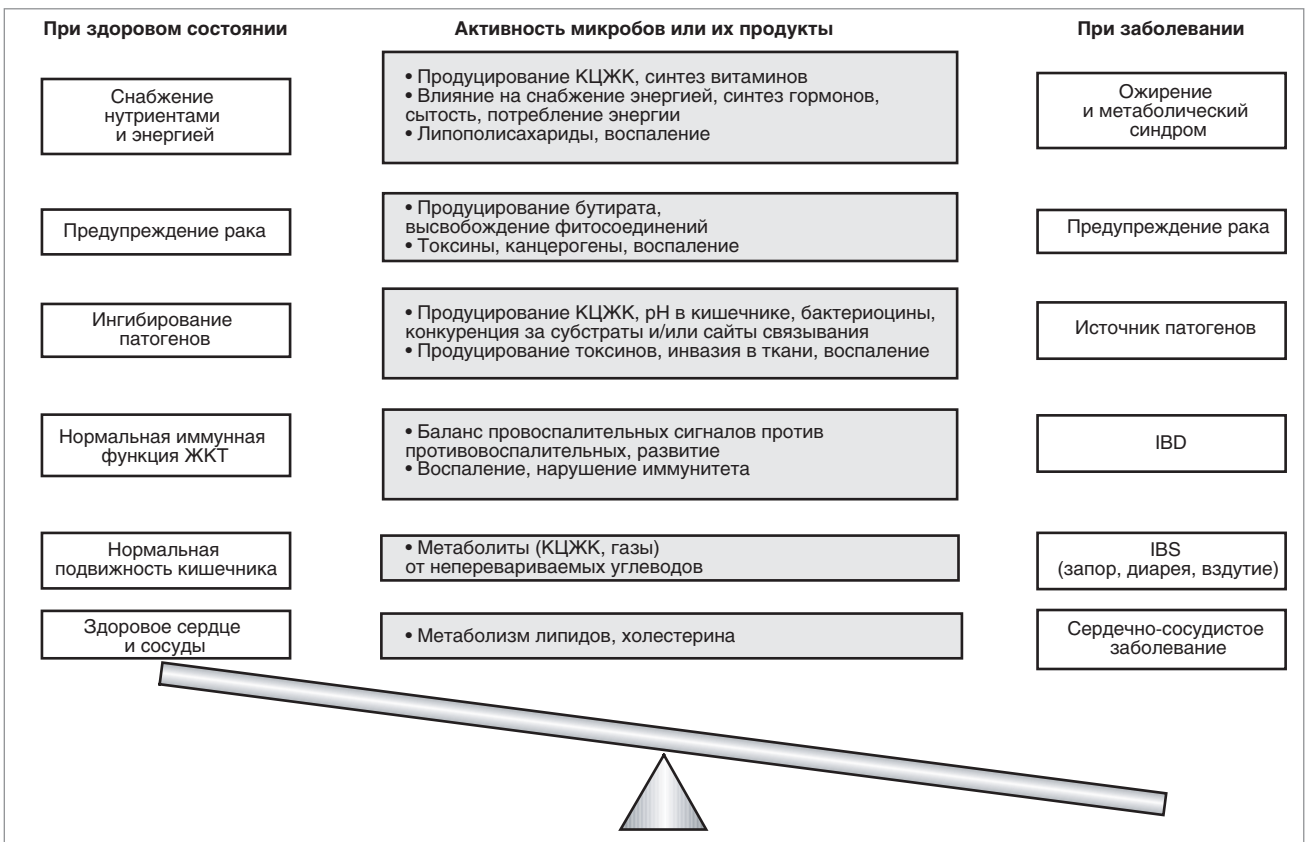 При здоровом состоянии
Активность микробов или их продукты
При заболевании
Снабжение
нутриентами
и энергией
• Продуцирование КЦЖК, синтез витаминов
• Влияние на снабжение энергией, синтез гормонов,
сытость, потребление энергии
• Липополисахариды, воспаление
Ожирение
и метаболический
синдром
Предупреждение рака
• Продуцирование бутирата,
высвобождение фитосоединений
• Токсины, канцерогены, воспаление
Предупреждение рака
Ингибирование
патогенов
• Продуцирование КЦЖК, pH в кишечнике, бактериоцины,
конкуренция за субстраты и/или сайты связывания
• Продуцирование токсинов, инвазия в ткани, воспаление
Источник патогенов
Нормальная иммунная
функция ЖКТ
• Баланс провоспалительных сигналов против
противовоспалительных, развитие
• Воспаление, нарушение иммунитета
IBD
Нормальная
подвижность кишечника
• Метаболиты (КЦЖК, газы)
от неперевариваемых углеводов
IBS
(запор, диарея, вздутие)
Здоровое сердце
и сосуды
• Метаболизм липидов, холестерина
Сердечно-сосудистое
заболевание